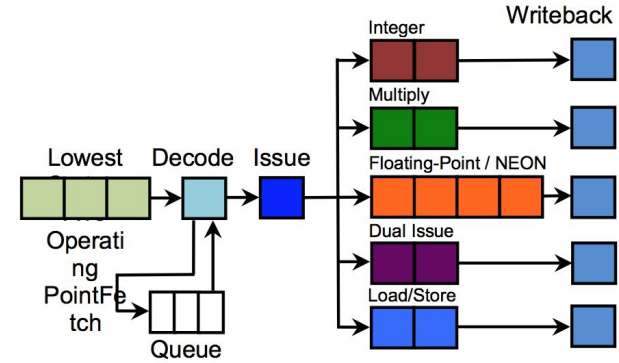 Writeback
Integer
Multiply
Lowest
Decode
Issue
Floating-Point / NEON
Operati
ng
PointFe
tch
Dual Issue
Load/Store
Queue